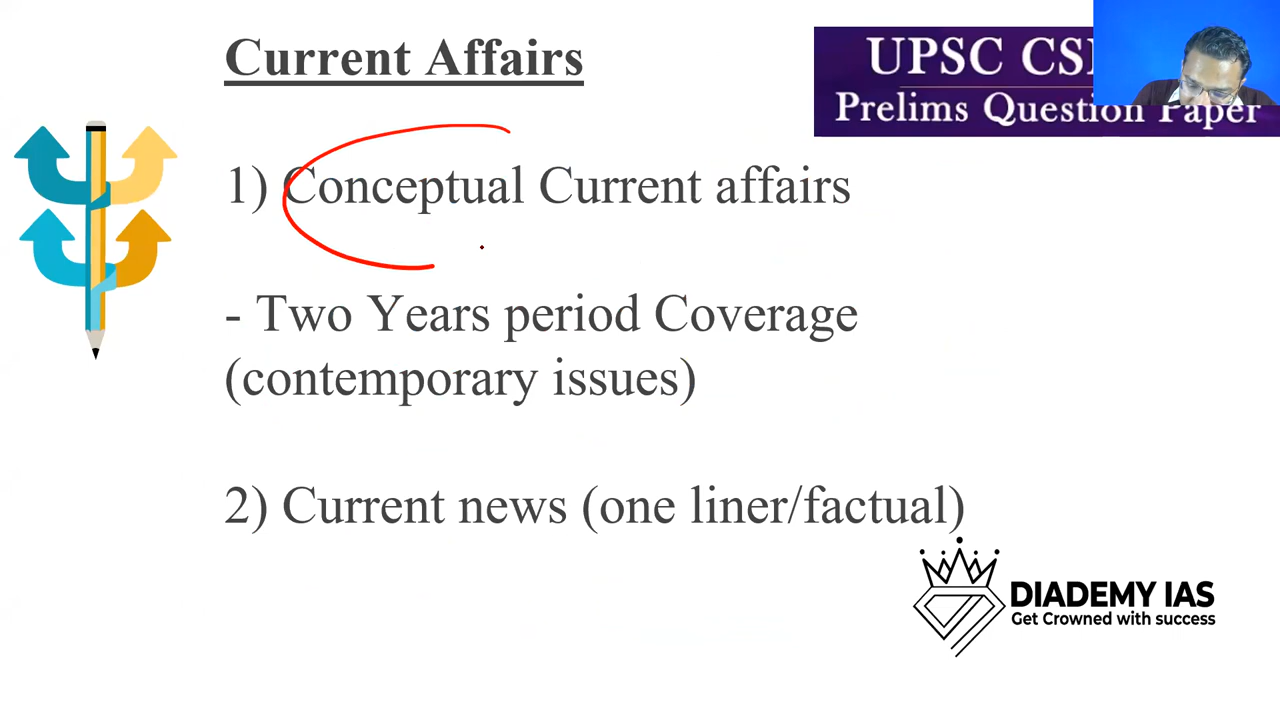 Current Affairs
UPSC CS
Prelims Question Paper
1) Conceptual Current affairs
- Two Years period Coverage
(contemporary issues)
2) Current news (one liner/factual)
DIADEMY IAS
Get Crowned with success